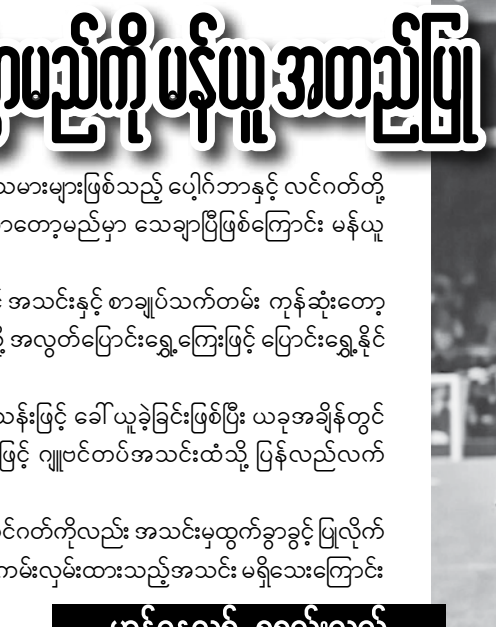 မည်ကို မန်ယူ အတည်ပြု
သမားများဖြစ်သည့် ပေါ့ဂ်ဘာနှင့် လင်ဂတ်တို့
တော့မည်မှာ သေချာပြီဖြစ်ကြောင်း မန်ယူ
အသင်းနှင့် စာချုပ်သက်တမ်း ကုန်ဆုံးတော့
အလွတ်ပြောင်းရွှေ့ကြေးဖြင့် ပြောင်းရွှေ့နိုင်
သန်းဖြင့် ခေါ်ယူခဲ့ခြင်းဖြစ်ပြီး ယခုအချိန်တွင်
ဖြင့် ဂျူဗင်တပ်အသင်းထံသို့ ပြန်လည်လက်
င်ဂတ်ကိုလည်း အသင်းမှထွက်ခွာခွင့်ပြုလိုက်
ကမ်းလှမ်းထားသည့်အသင်း မရှိသေးကြောင်း